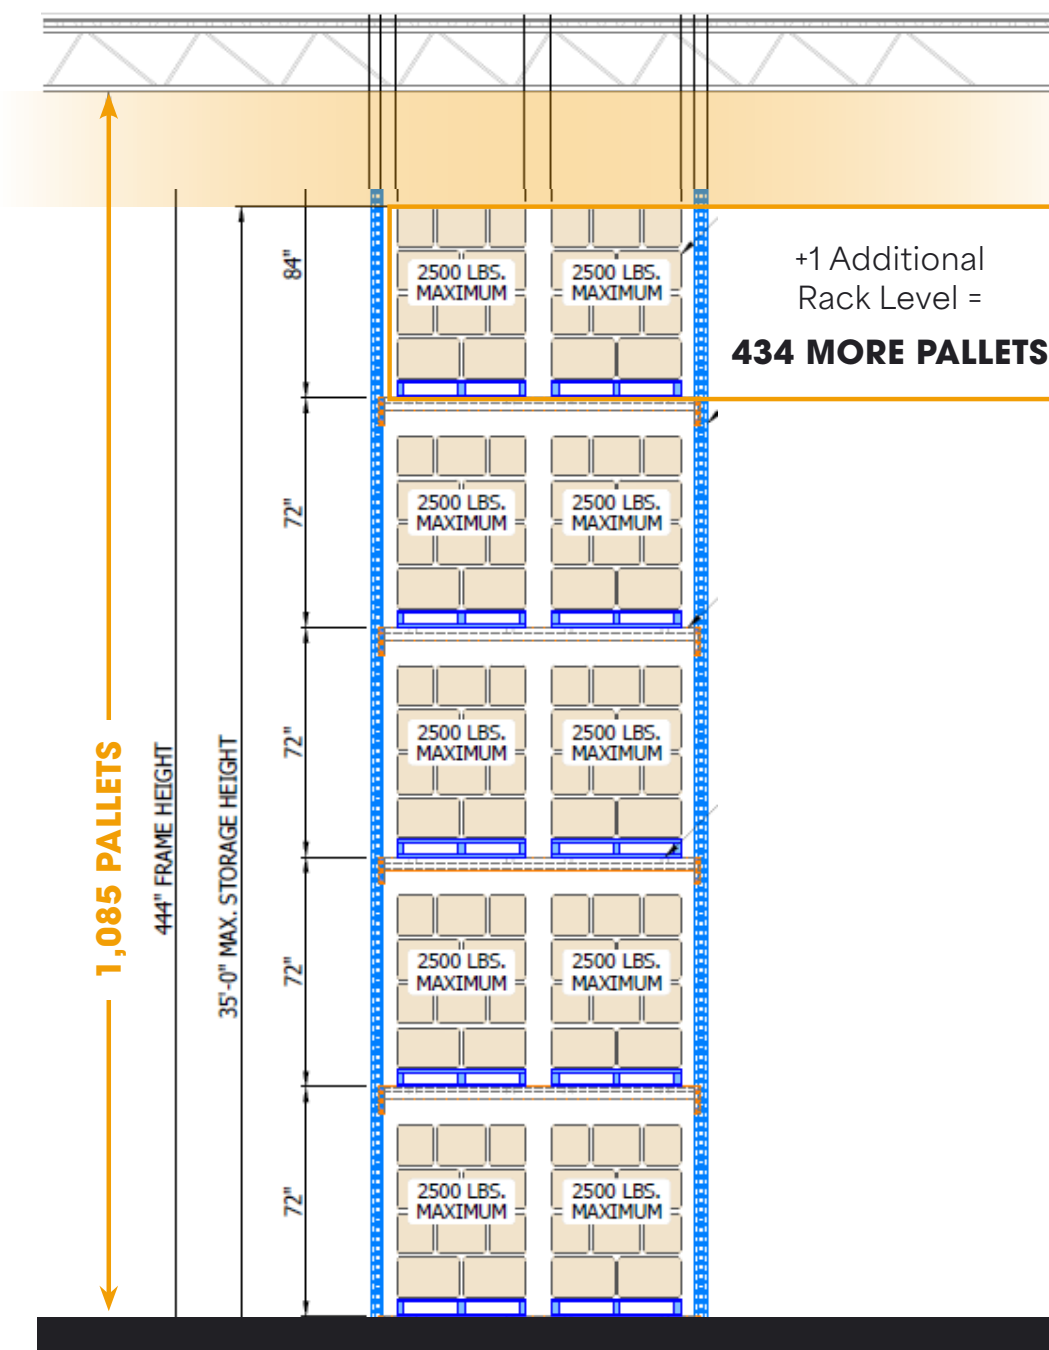 84"
2500 LBS.
MAXIMUM
2500 LBS.
MAXIMUM
+1 Additional
Rack Level =
434 MORE PALLETS
72"
2500 LBS.
MAXIMUM
2500 LBS.
MAXIMUM
72"
2500 LBS.
MAXIMUM
2500 LBS.
MAXIMUM
1,085 PALLETS
444" FRAME HEIGHT
35'-0" MAX. STORAGE HEIGHT
72"
2500 LBS.
MAXIMUM
2500 LBS.
MAXIMUM
72"
2500 LBS.
MAXIMUM
2500 LBS.
MAXIMUM